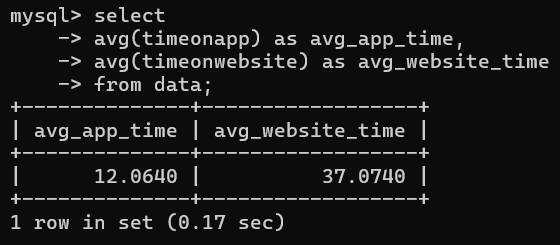 mysql> select
    -> avg(timeonapp) as avg_app_time,
    -> avg(timeonwebsite) as avg_website_time
    -> from data;
+--------------+------------------+
| avg_app_time | avg_website_time |
+--------------+------------------+
|      12.0640 |          37.0740 |
+--------------+------------------+
1 row in set (0.17 sec)